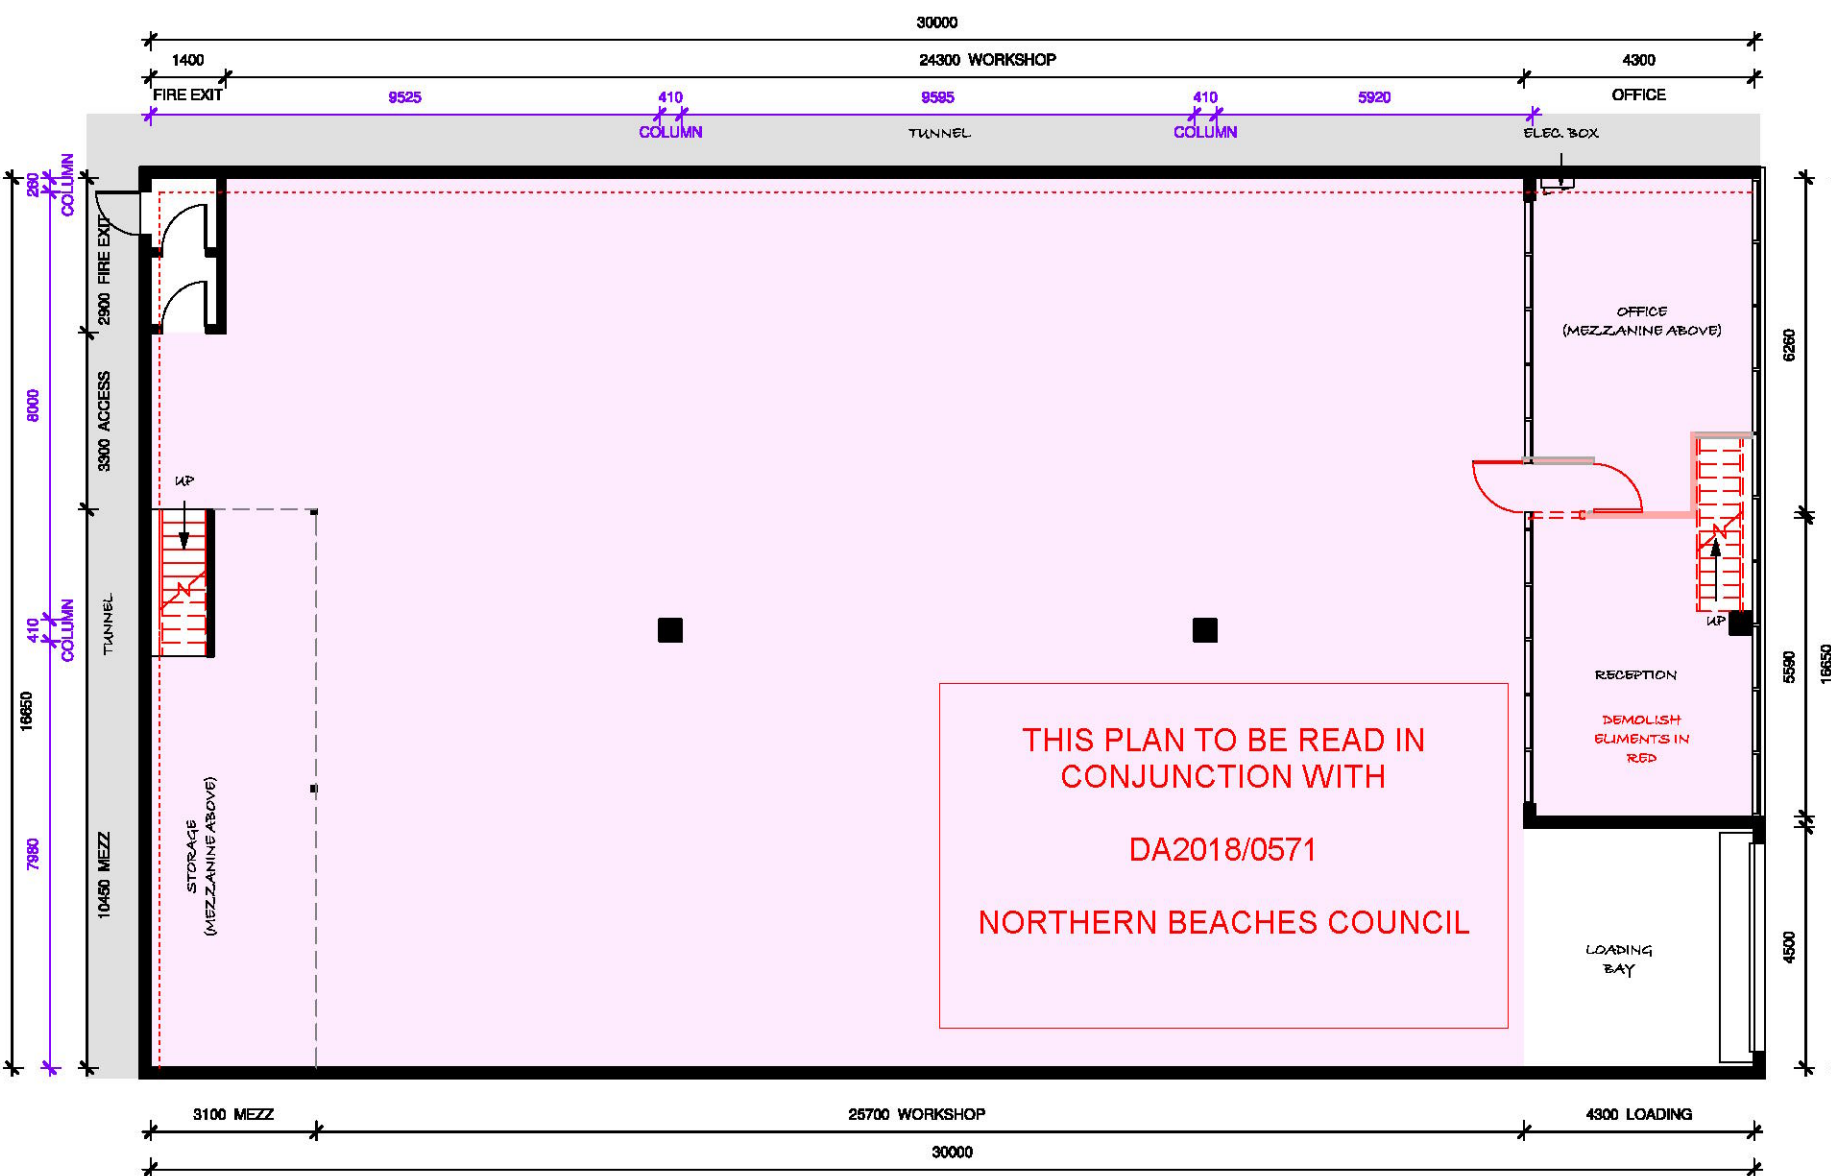 30000
1400
24300 WORKSHOP
4300
FIRE EXIT
9525
410
9595
410
5920
OFFICE
COLUMN
TUNNEL
COLUMN
ELEC. BOX
260
COLUMN
2900 FIRE EXIT
OFFICE
(MEZZANINE ABOVE)
6260
8000
3300 ACCESS
UP
410
COLUMN
TUNNEL
UP
16650
5590
16650
RECEPTION
DEMOLISH
ELIMENTS IN
RED
THIS PLAN TO BE READ IN
CONJUNCTION WITH
DA2018/0571
NORTHERN BEACHES COUNCIL
7980
10450 MEZZ
STORAGE
(MEZZANINE ABOVE)
LOADING
BAY
4500
3100 MEZZ
25700 WORKSHOP
4300 LOADING
30000